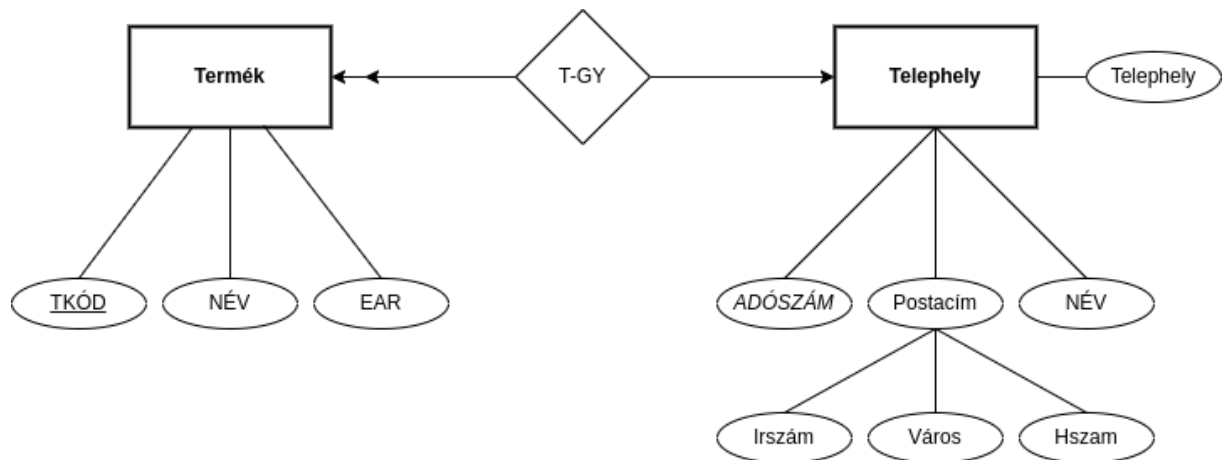 Termék
T-GY
Telephely
Telephely
TKÓD
NÉV
EAR
ADÓSZÁM
Postacím
NÉV
Irszám
Város
Hszam